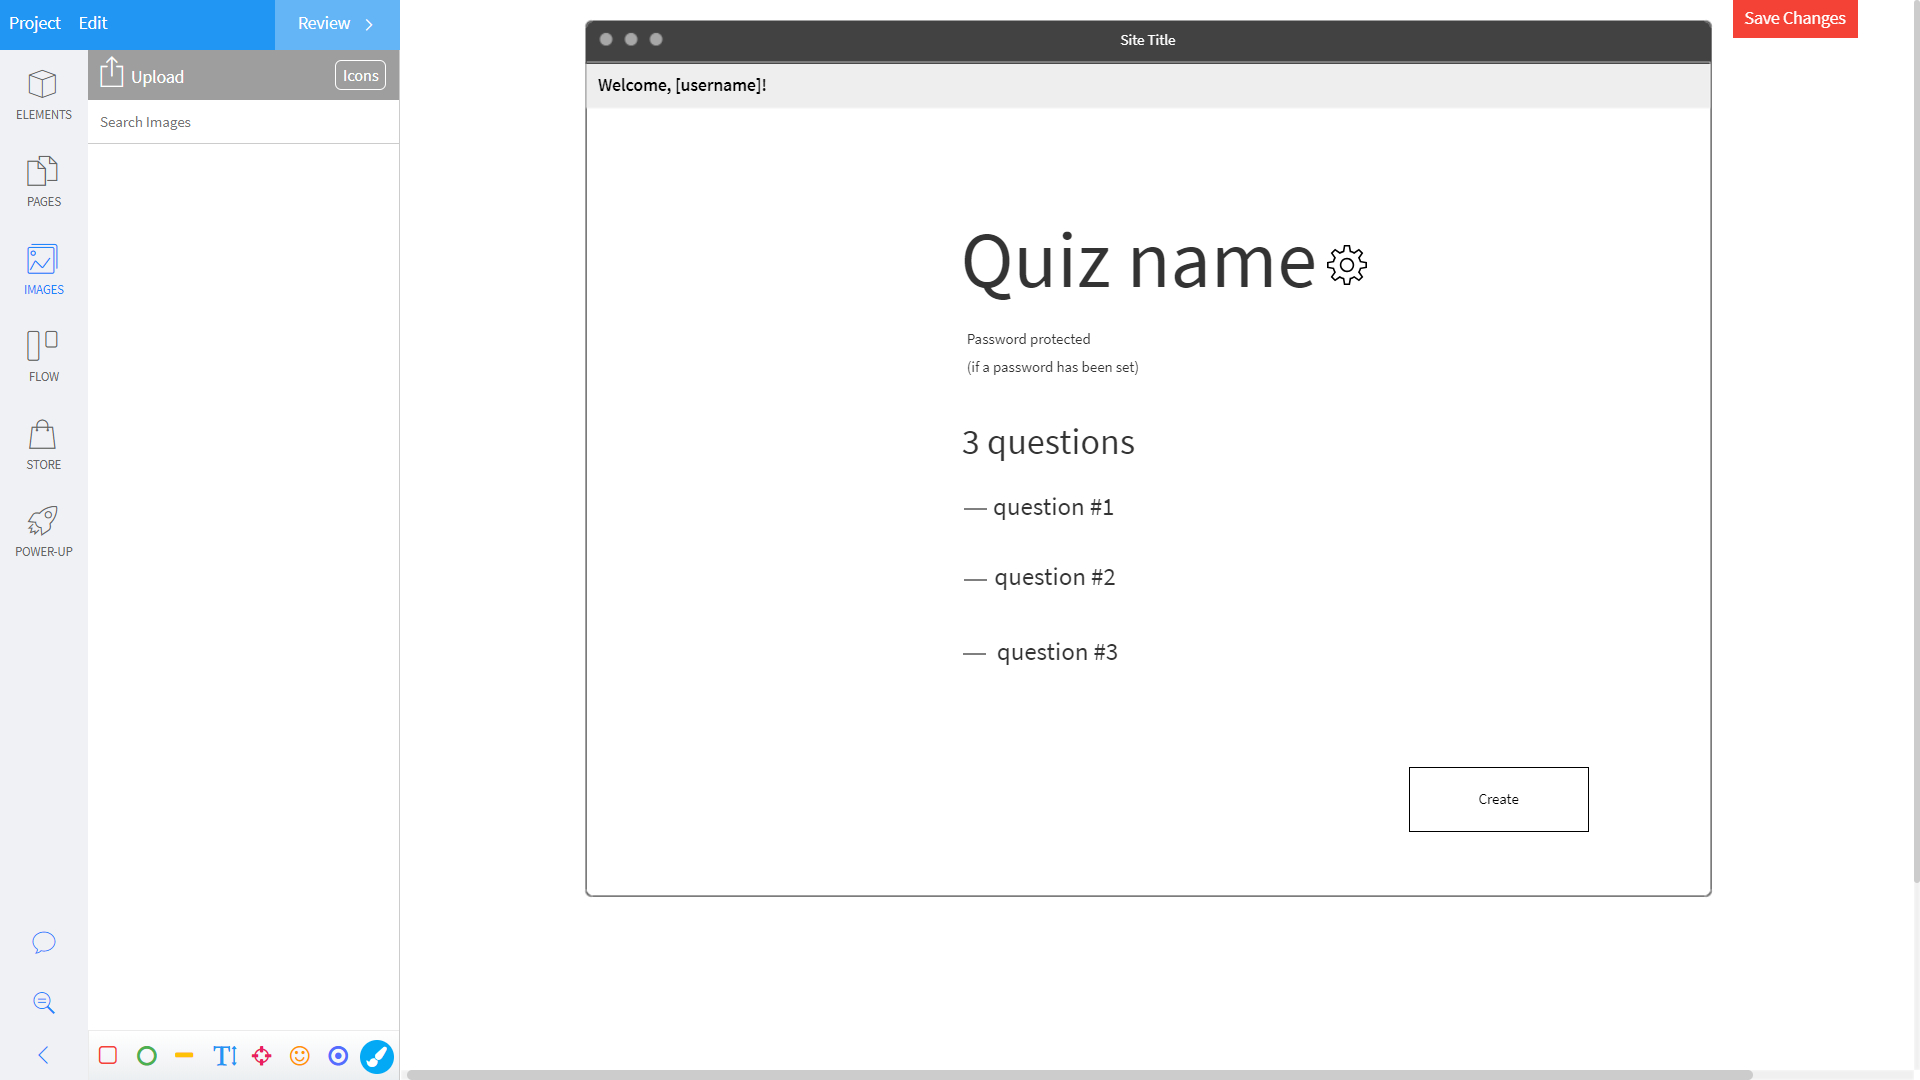 Project Edit Review
Save Changes
Upload Icons
Search Images
ELEMENTS
PAGES
IMAGES
FLOW
STORE
POWER-UP
Site Title
Welcome, [username]!
Quiz name
Password protected
(if a password has been set)
3 questions
— question #1
— question #2
— question #3
Create
T